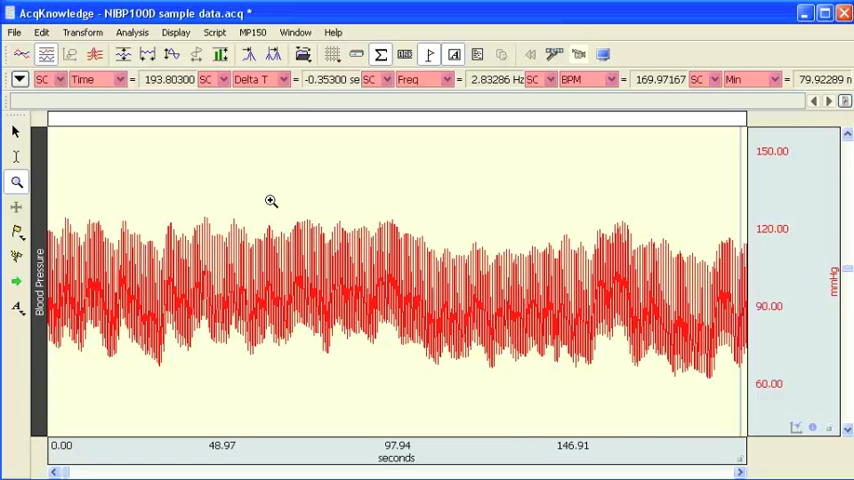 AcqKnowledge - NIBP100D sample data.acq *
File Edit Transform Analysis Display Script MP150 Window Help
SC Time 193.80300 SC Delta T -0.35300 se SC Freq 2.83286 Hz SC BPM 169.97167 SC Min 79.92289 n
150.00
120.00
Blood Pressure
mmHg
90.00
60.00
0.00 48.97 97.94 146.91
seconds